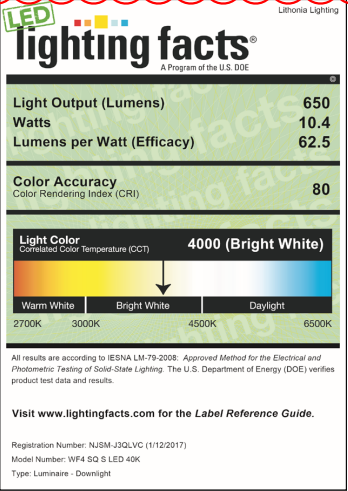 Lithonia Lighting
LED
lighting facts®
A Program of the U.S. DOE
Light Output (Lumens) 650
Watts 10.4
Lumens per Watt (Efficacy) 62.5
Color Accuracy
Color Rendering Index (CRI) 80
Light Color
Correlated Color Temperature (CCT) 4000 (Bright White)
Warm White Bright White Daylight
2700K 3000K 4500K 6500K
All results are according to IESNA LM-79-2008: Approved Method for the Electrical and
Photometric Testing of Solid-State Lighting. The U.S. Department of Energy (DOE) verifies
product test data and results.
Visit www.lightingfacts.com for the Label Reference Guide.
Registration Number: NJSM-J3QLVC (1/12/2017)
Model Number: WF4 SQ S LED 40K
Type: Luminaire - Downlight